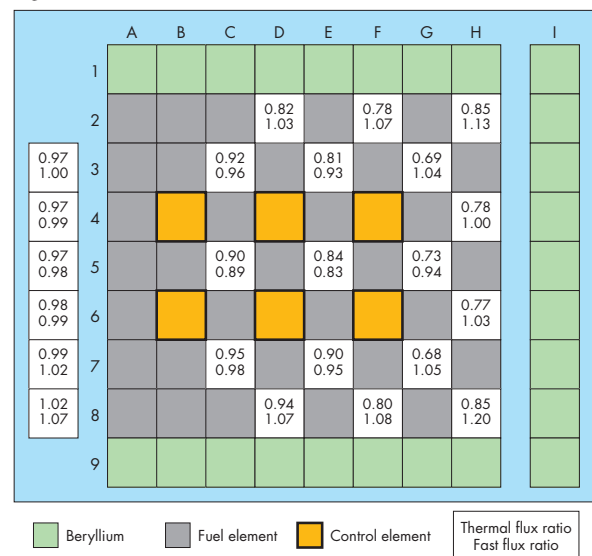 A B C D E F G H I
1
2 0.82 0.78 0.85
1.03 1.07 1.13
0.97 3 0.92 0.81 0.69
1.00 0.96 0.93 1.04
0.97 4 0.78
0.99 1.00
0.97 5 0.90 0.84 0.73
0.98 0.89 0.83 0.94
0.98 6 0.77
0.99 1.03
0.99 7 0.95 0.90 0.68
1.02 0.98 0.95 1.05
1.02 8 0.94 0.80 0.85
1.07 1.07 1.08 1.20
9
Beryllium Fuel element Control element Thermal flux ratio
Fast flux ratio